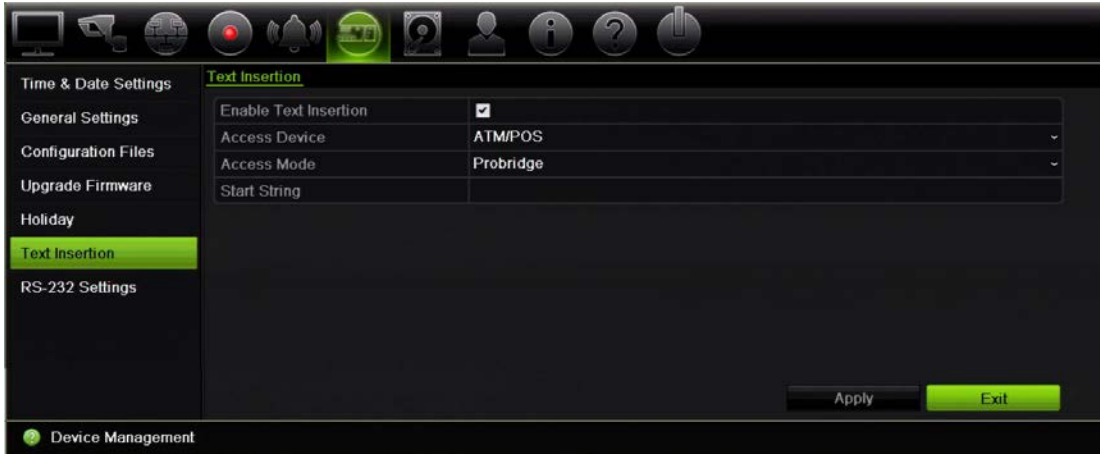 Time & Date Settings
General Settings
Configuration Files
Upgrade Firmware
Holiday
Text Insertion
RS-232 Settings
Text Insertion
Enable Text Insertion
Access Device ATM/POS
Access Mode Probridge
Start String
Apply Exit
Device Management